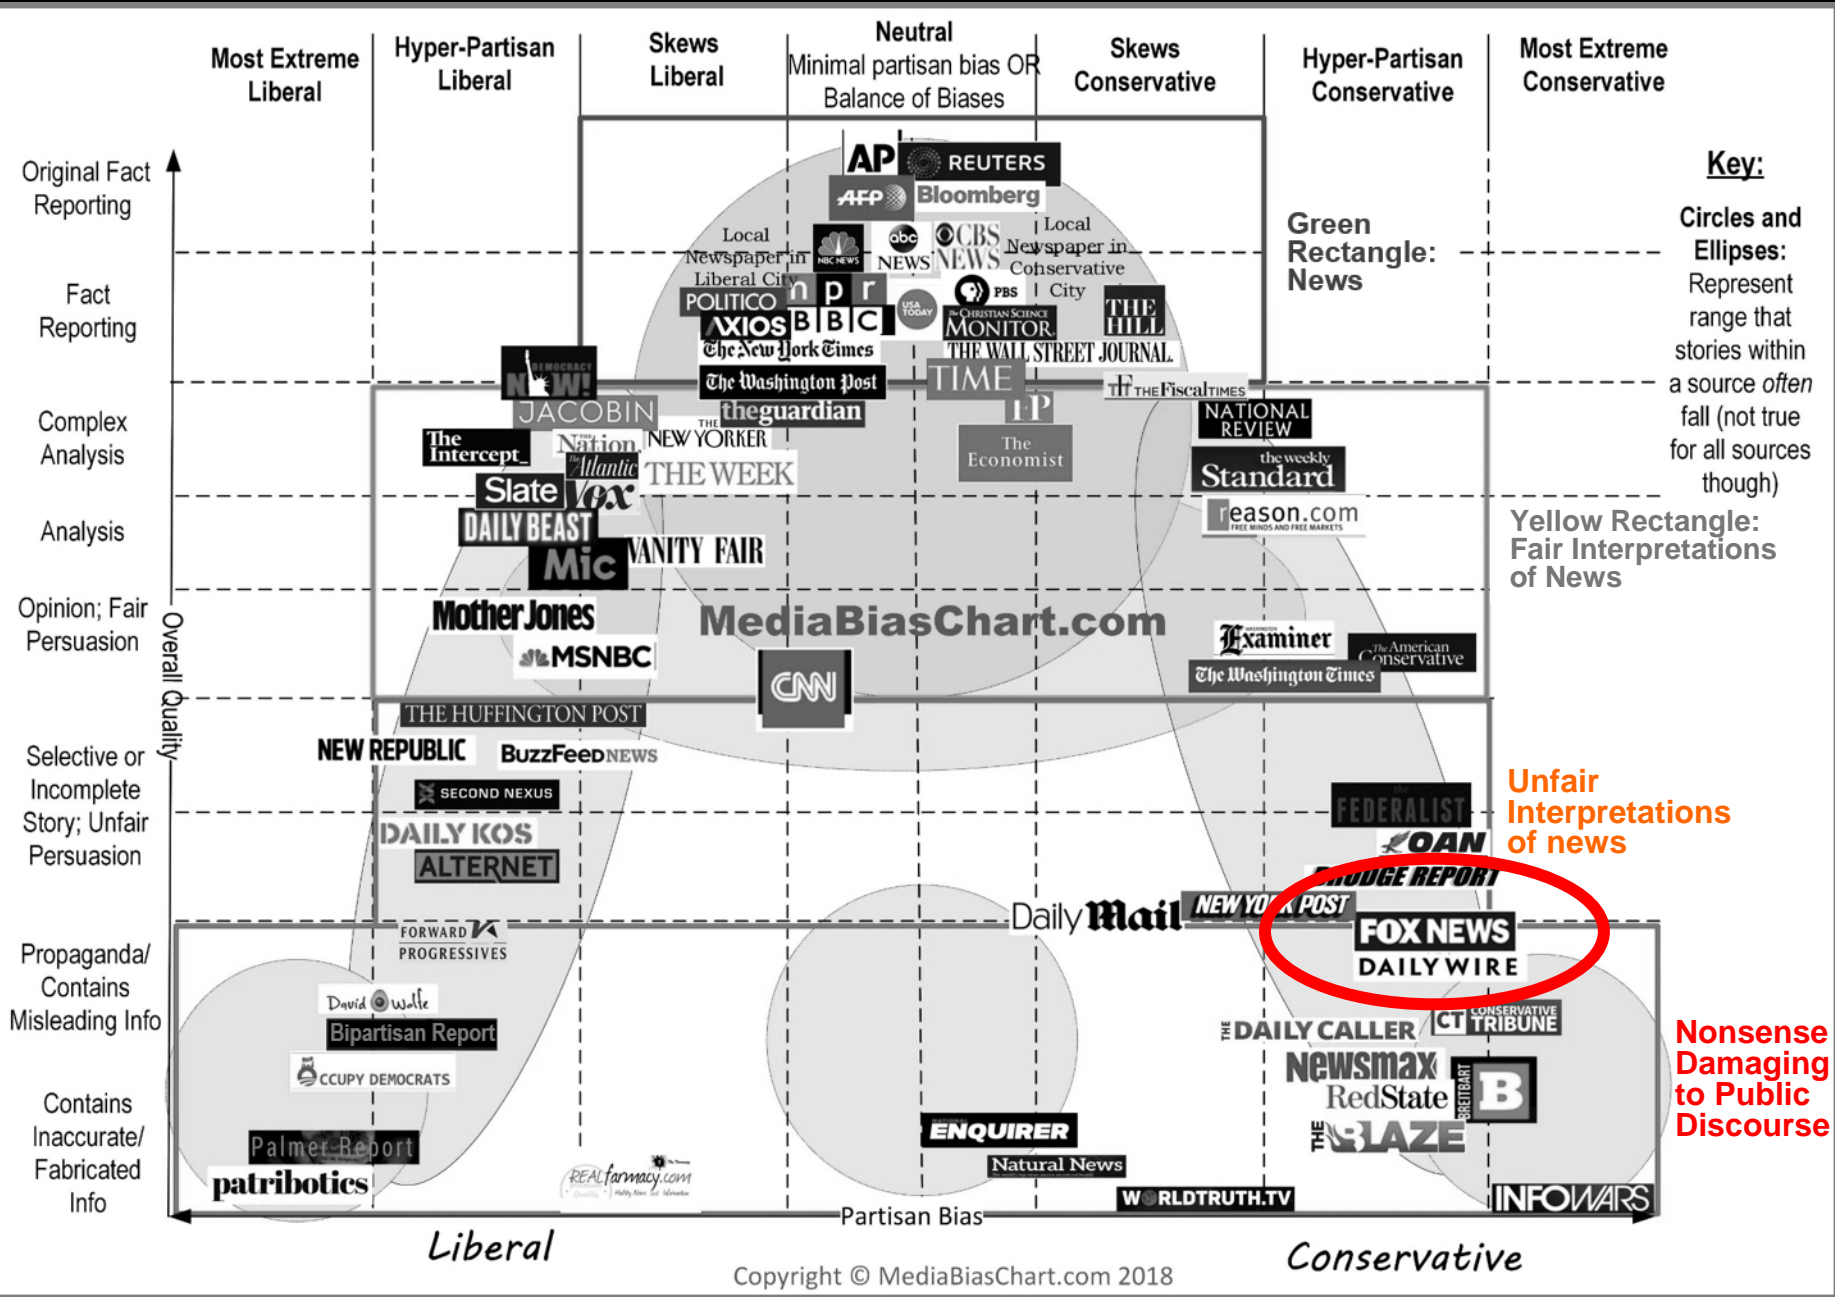 Most Extreme
Liberal
Hyper-Partisan
Liberal
Skews
Liberal
Neutral
Minimal partisan bias OR
Balance of Biases
Skews
Conservative
Hyper-Partisan
Conservative
Most Extreme
Conservative
Original Fact
Reporting
Fact
Reporting
Complex
Analysis
Analysis
Opinion; Fair
Persuasion
Selective or
Incomplete
Story; Unfair
Persuasion
Propaganda/
Contains
Misleading Info
Contains
Inaccurate/
Fabricated
Info
Overall Quality
AP
REUTERS
AFP
Bloomberg
Local
Newspaper in
Liberal City
NBC NEWS
abc
NEWS
CBS
NEWS
Local
Newspaper in
Conservative
City
POLITICO
npr
USA
TODAY
PBS
THE
HILL
AXIOS
BBC
The CHRISTIAN SCIENCE
MONITOR
The New York Times
THE WALL STREET JOURNAL.
DEMOCRACY
NOW!
The Washington Post
TIME
TF THE FISCAL TIMES
JACOBIN
theguardian
FP
NATIONAL
REVIEW
The
Intercept_
THE
Nation.
THE
NEW YORKER
The
Economist
The Atlantic
THE WEEK
the weekly
Standard
Slate
Vox
reason.com
FREE MINDS AND FREE MARKETS
DAILY BEAST
Mic
VANITY FAIR
Mother Jones
MediaBiasChart.com
WASHINGTON
Examiner
The American
Conservative
MSNBC
The Washington Times
CNN
THE HUFFINGTON POST
NEW REPUBLIC
BuzzFeed NEWS
SECOND NEXUS
the
FEDERALIST
DAILY KOS
OAN
ALTERNET
DRUDGE REPORT
Daily Mail
NEW YORK POST
FORWARD
PROGRESSIVES
FOX NEWS
DAILY WIRE
David Wolfe
Bipartisan Report
OCCUPY DEMOCRATS
THE DAILY CALLER
CT CONSERVATIVE
TRIBUNE
Newsmax
RedState
BREITBART
B
THE BLAZE
NATIONAL
ENQUIRER
Palmer Report
patribotics
REALfarmacy.com
Healthy News and Information
Natural News
WORLDTRUTH.TV
INFOWARS
Partisan Bias
Liberal
Conservative
Copyright © MediaBiasChart.com 2018
Key:
Circles and
Ellipses:
Represent
range that
stories within
a source often
fall (not true
for all sources
though)
Green
Rectangle:
News
Yellow Rectangle:
Fair Interpretations
of News
Unfair
Interpretations
of news
Nonsense
Damaging
to Public
Discourse